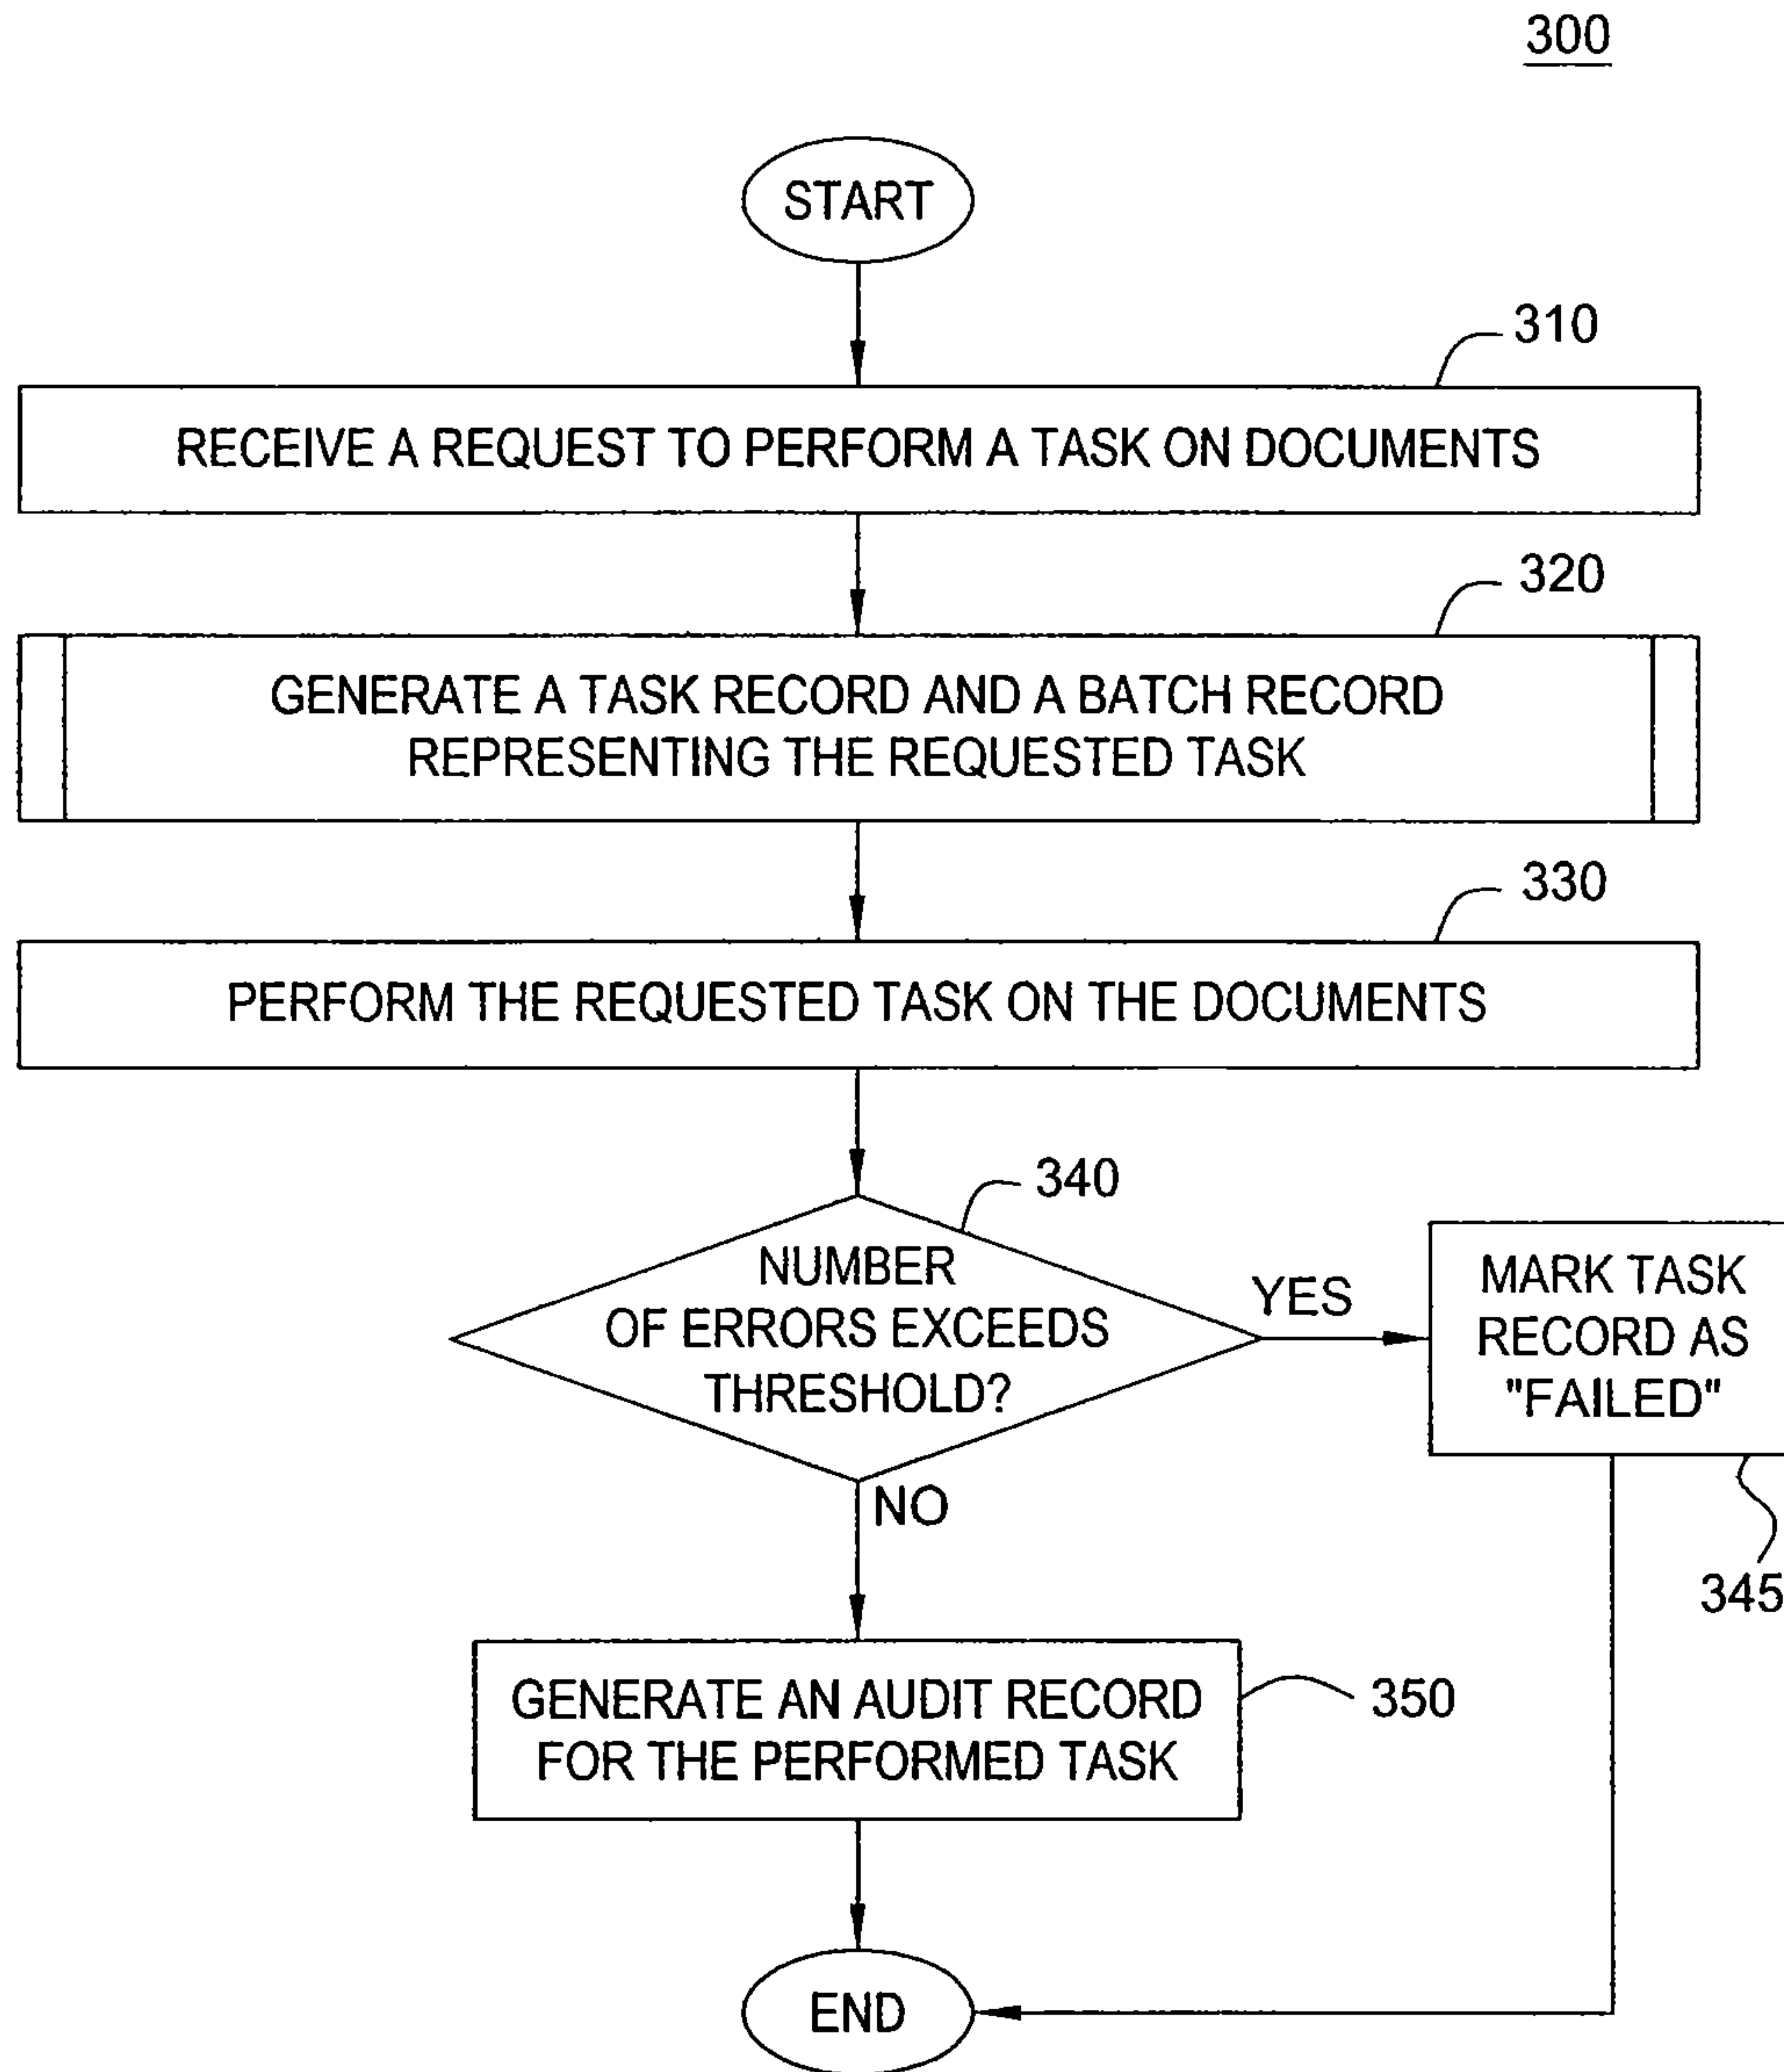 300
START
310
RECEIVE A REQUEST TO PERFORM A TASK ON DOCUMENTS
320
GENERATE A TASK RECORD AND A BATCH RECORD
REPRESENTING THE REQUESTED TASK
330
PERFORM THE REQUESTED TASK ON THE DOCUMENTS
340
NUMBER
OF ERRORS EXCEEDS
THRESHOLD?
YES
MARK TASK
RECORD AS
"FAILED"
345
NO
GENERATE AN AUDIT RECORD
FOR THE PERFORMED TASK
350
END